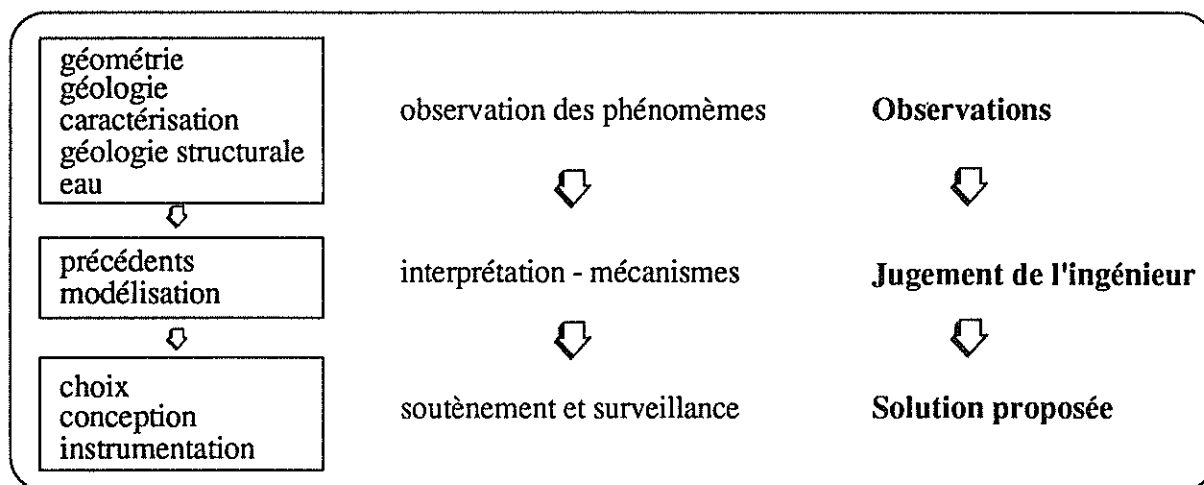 géométrie
géologie
caractérisation
géologie structurale
eau
observation des phénomèmes
Observations
précédents
modélisation
interprétation - mécanismes
Jugement de l'ingénieur
choix
conception
instrumentation
soutènement et surveillance
Solution proposée